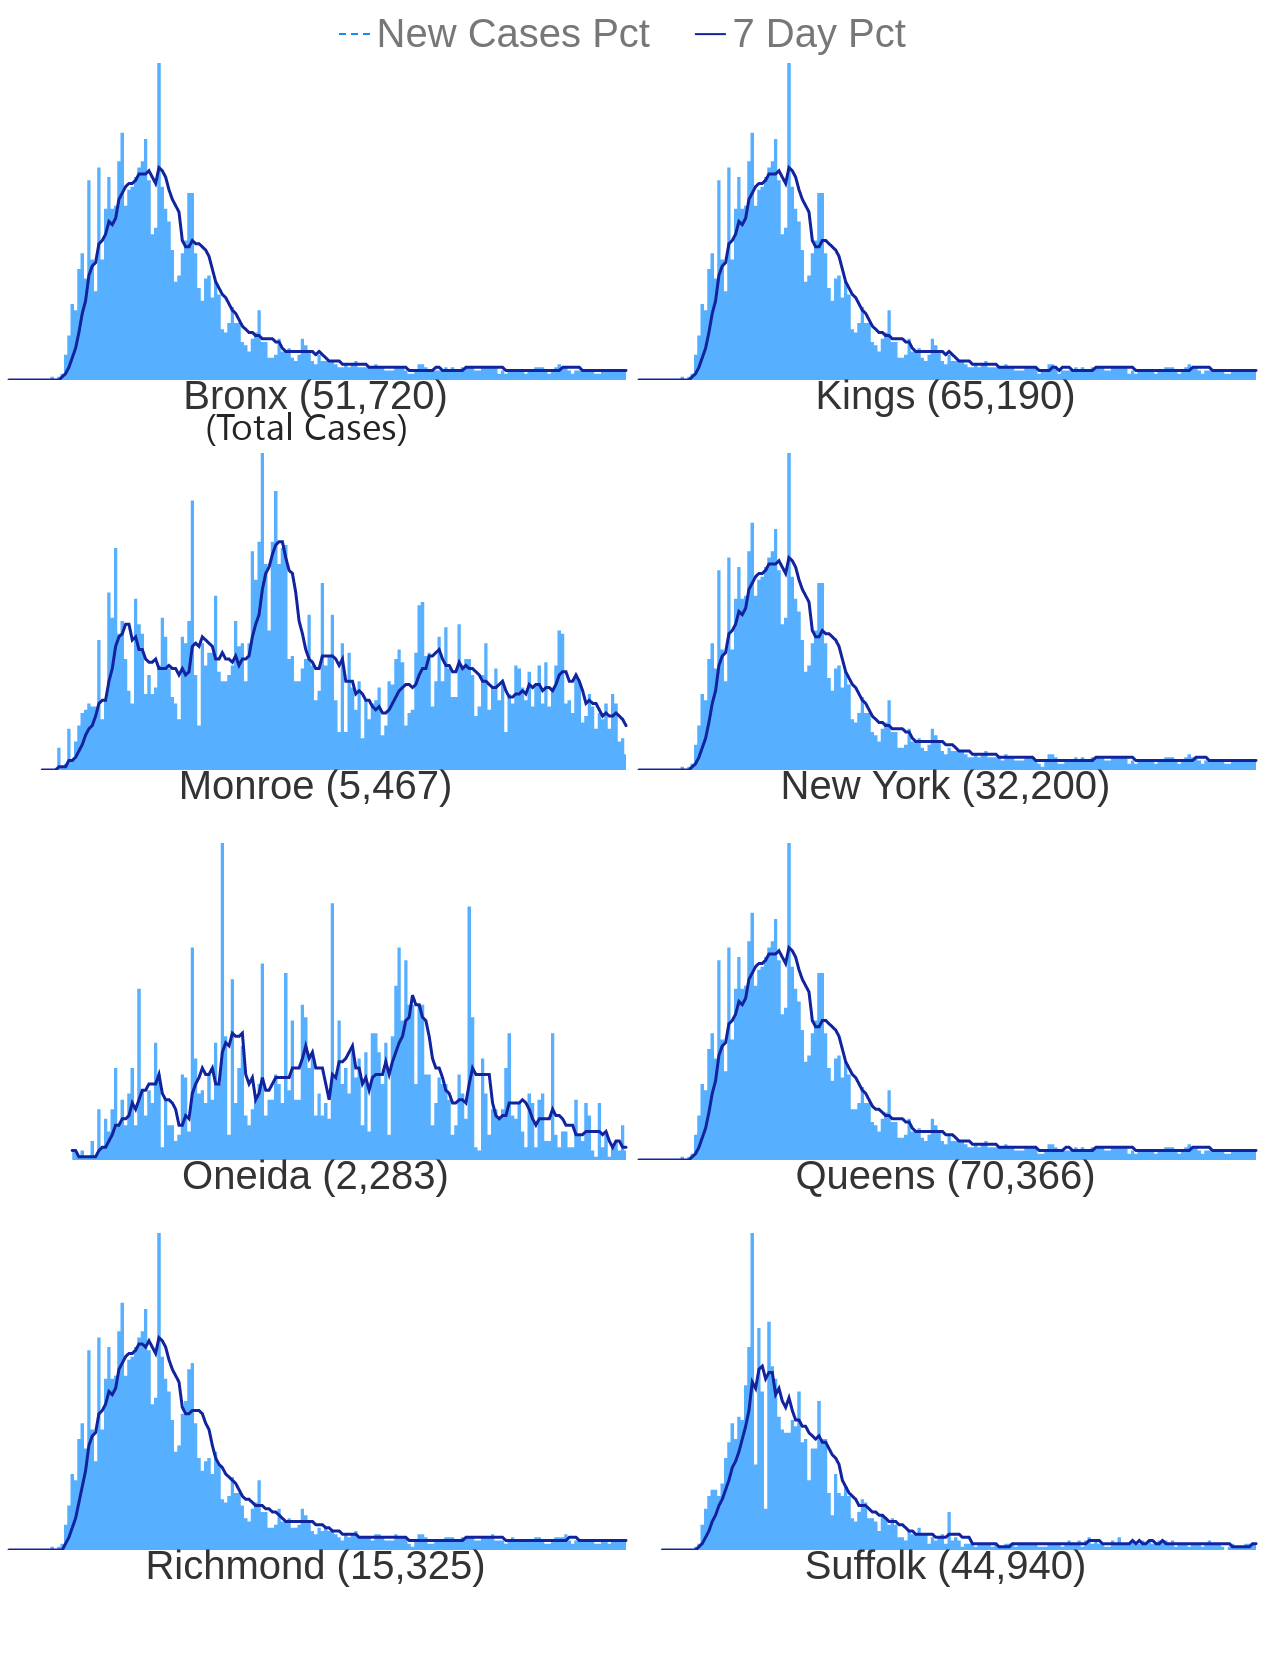 New Cases Pct 7 Day Pct
Bronx (51,720) Kings (65,190)
(Total Cases)
Monroe (5,467) New York (32,200)
Oneida (2,283) Queens (70,366)
Richmond (15,325) Suffolk (44,940)